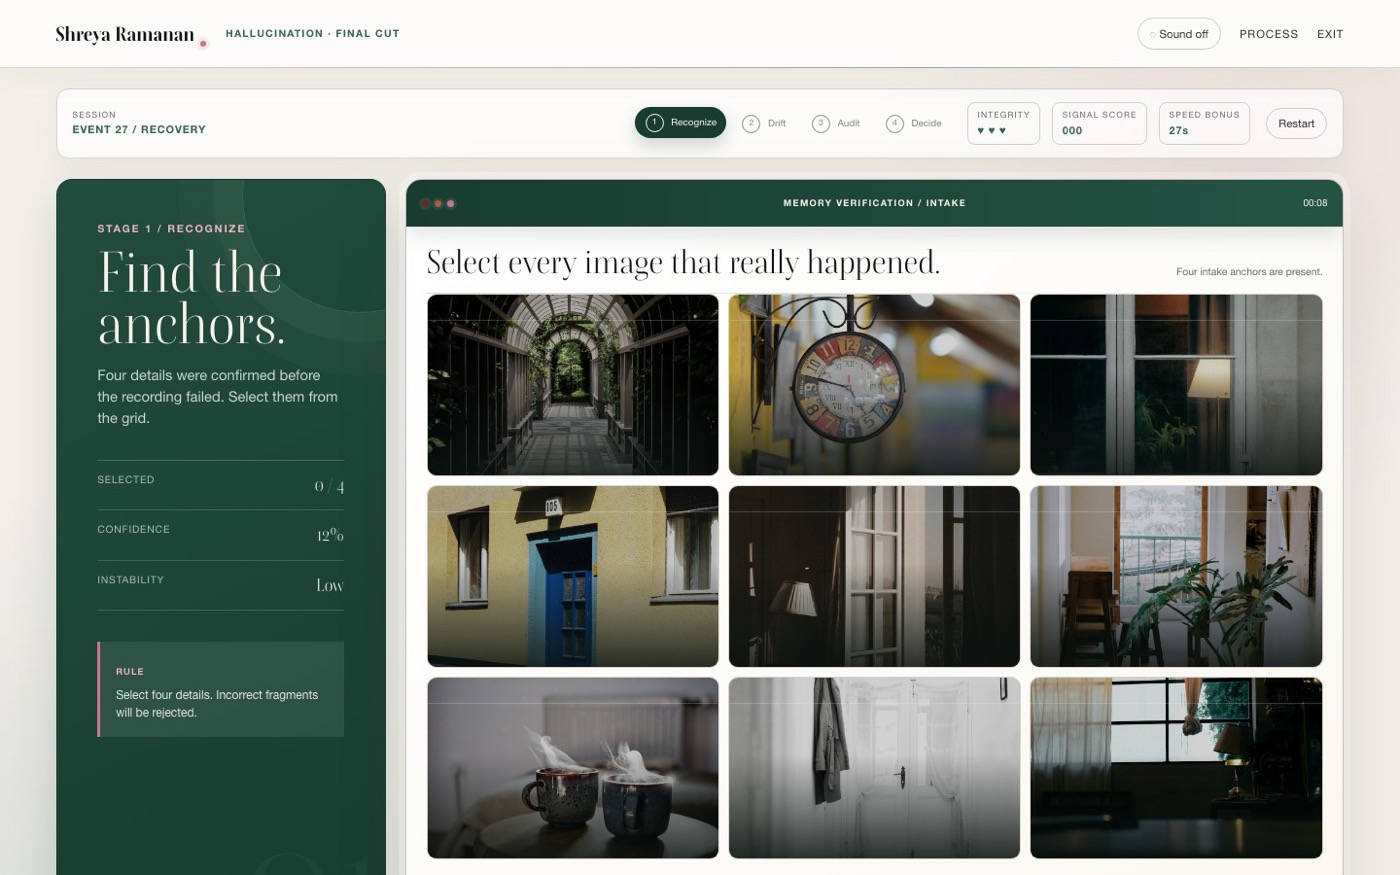 Shreya Ramanan
HALLUCINATION · FINAL CUT
Sound off
PROCESS
EXIT
SESSION
EVENT 27 / RECOVERY
1 Recognize
2 Drift
3 Audit
4 Decide
INTEGRITY
♥ ♥ ♥
SIGNAL SCORE
000
SPEED BONUS
27s
Restart
STAGE 1 / RECOGNIZE
Find the
anchors.
Four details were confirmed before
the recording failed. Select them from
the grid.
SELECTED
0 / 4
CONFIDENCE
12%
INSTABILITY
Low
RULE
Select four details. Incorrect fragments
will be rejected.
MEMORY VERIFICATION / INTAKE
00:08
Select every image that really happened.
Four intake anchors are present.
105